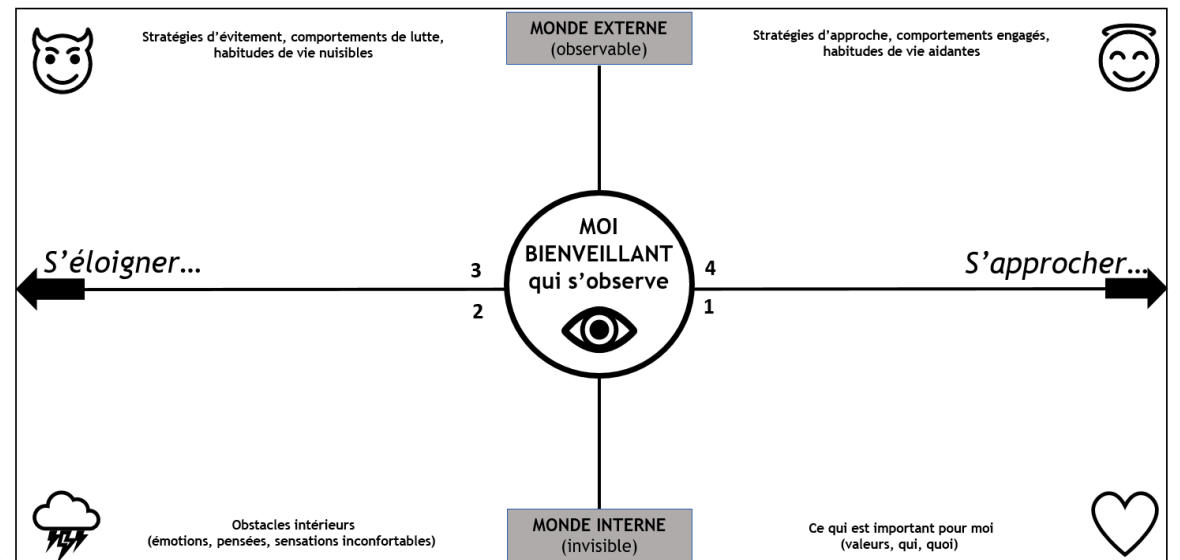 MONDE EXTERNE
(observable)
Stratégies d'évitement, comportements de lutte,
habitudes de vie nuisibles
Stratégies d'approche, comportements engagés,
habitudes de vie aidantes
MOI
BIENVEILLANT
qui s'observe
S'éloigner...
S'approcher...
3
4
2
1
Obstacles intérieurs
(émotions, pensées, sensations inconfortables)
MONDE INTERNE
(invisible)
Ce qui est important pour moi
(valeurs, qui, quoi)